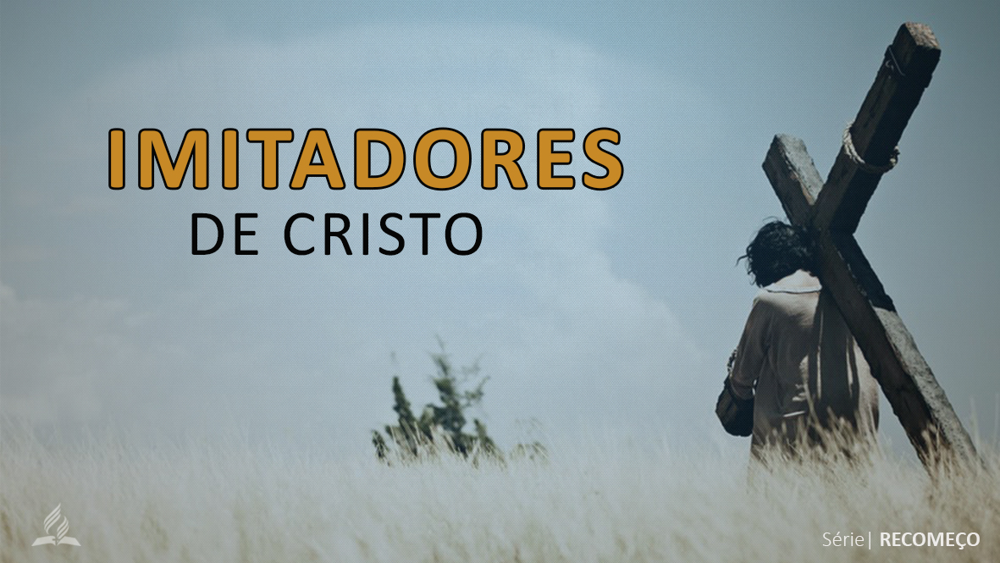 IMITADORES
DE CRISTO
Série| RECOMEÇO